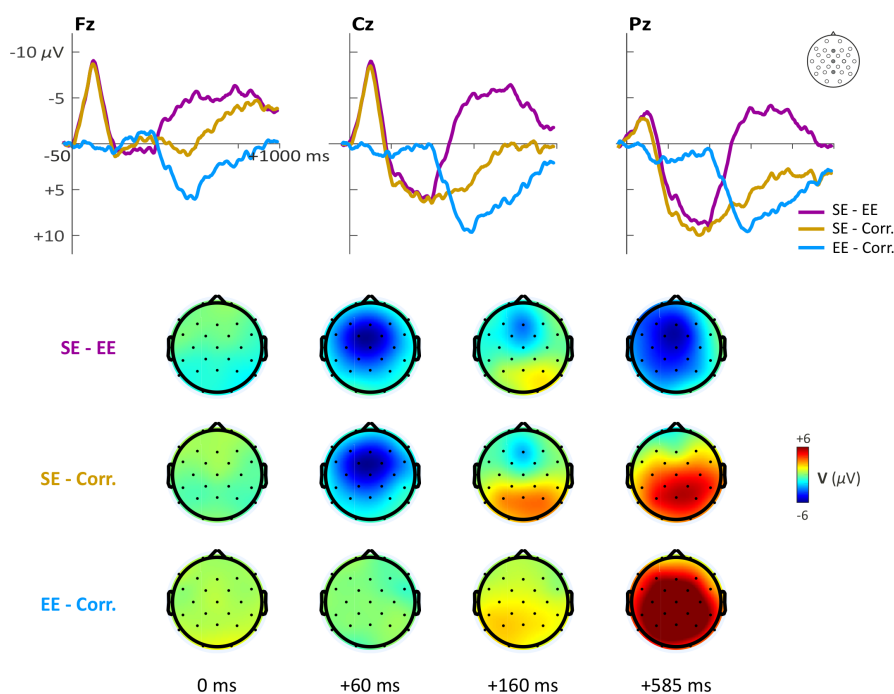 Fz
Cz
Pz
-10 μV
-5
-50
+1000 ms
+5
+10
SE - EE
SE - Corr.
EE - Corr.
SE - EE
SE - Corr.
+6
V (μV)
-6
EE - Corr.
0 ms
+60 ms
+160 ms
+585 ms